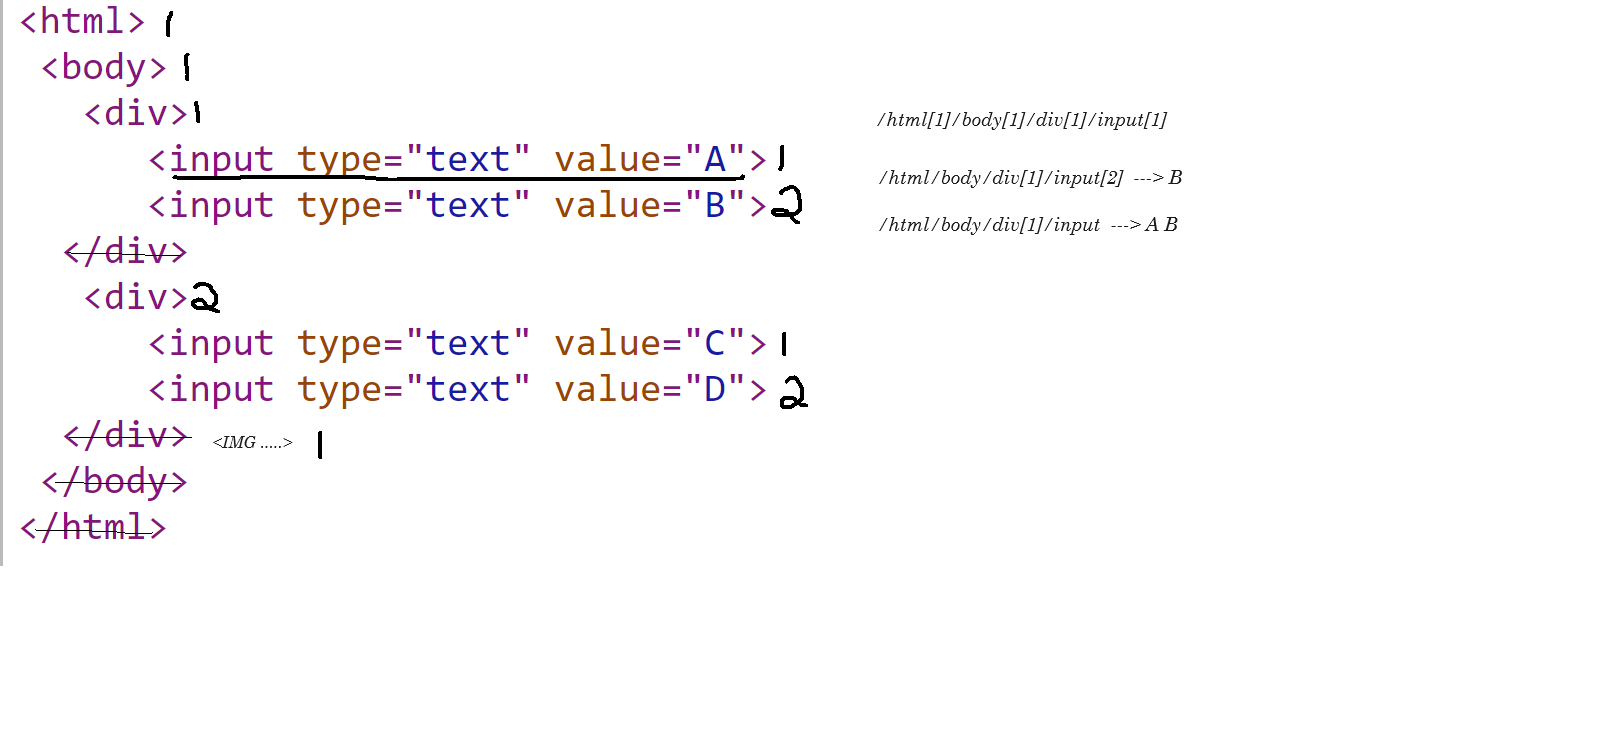 <html> 1
<body> 1
<div> 1
<input type="text" value="A"> 1
<input type="text" value="B"> 2
</div>
<div> 2
<input type="text" value="C"> 1
<input type="text" value="D"> 2
</div> <IMG .....> 1
</body>
</html>
/html[1]/body[1]/div[1]/input[1]
/html/body/div[1]/input[2] ---> B
/html/body/div[1]/input ---> A B